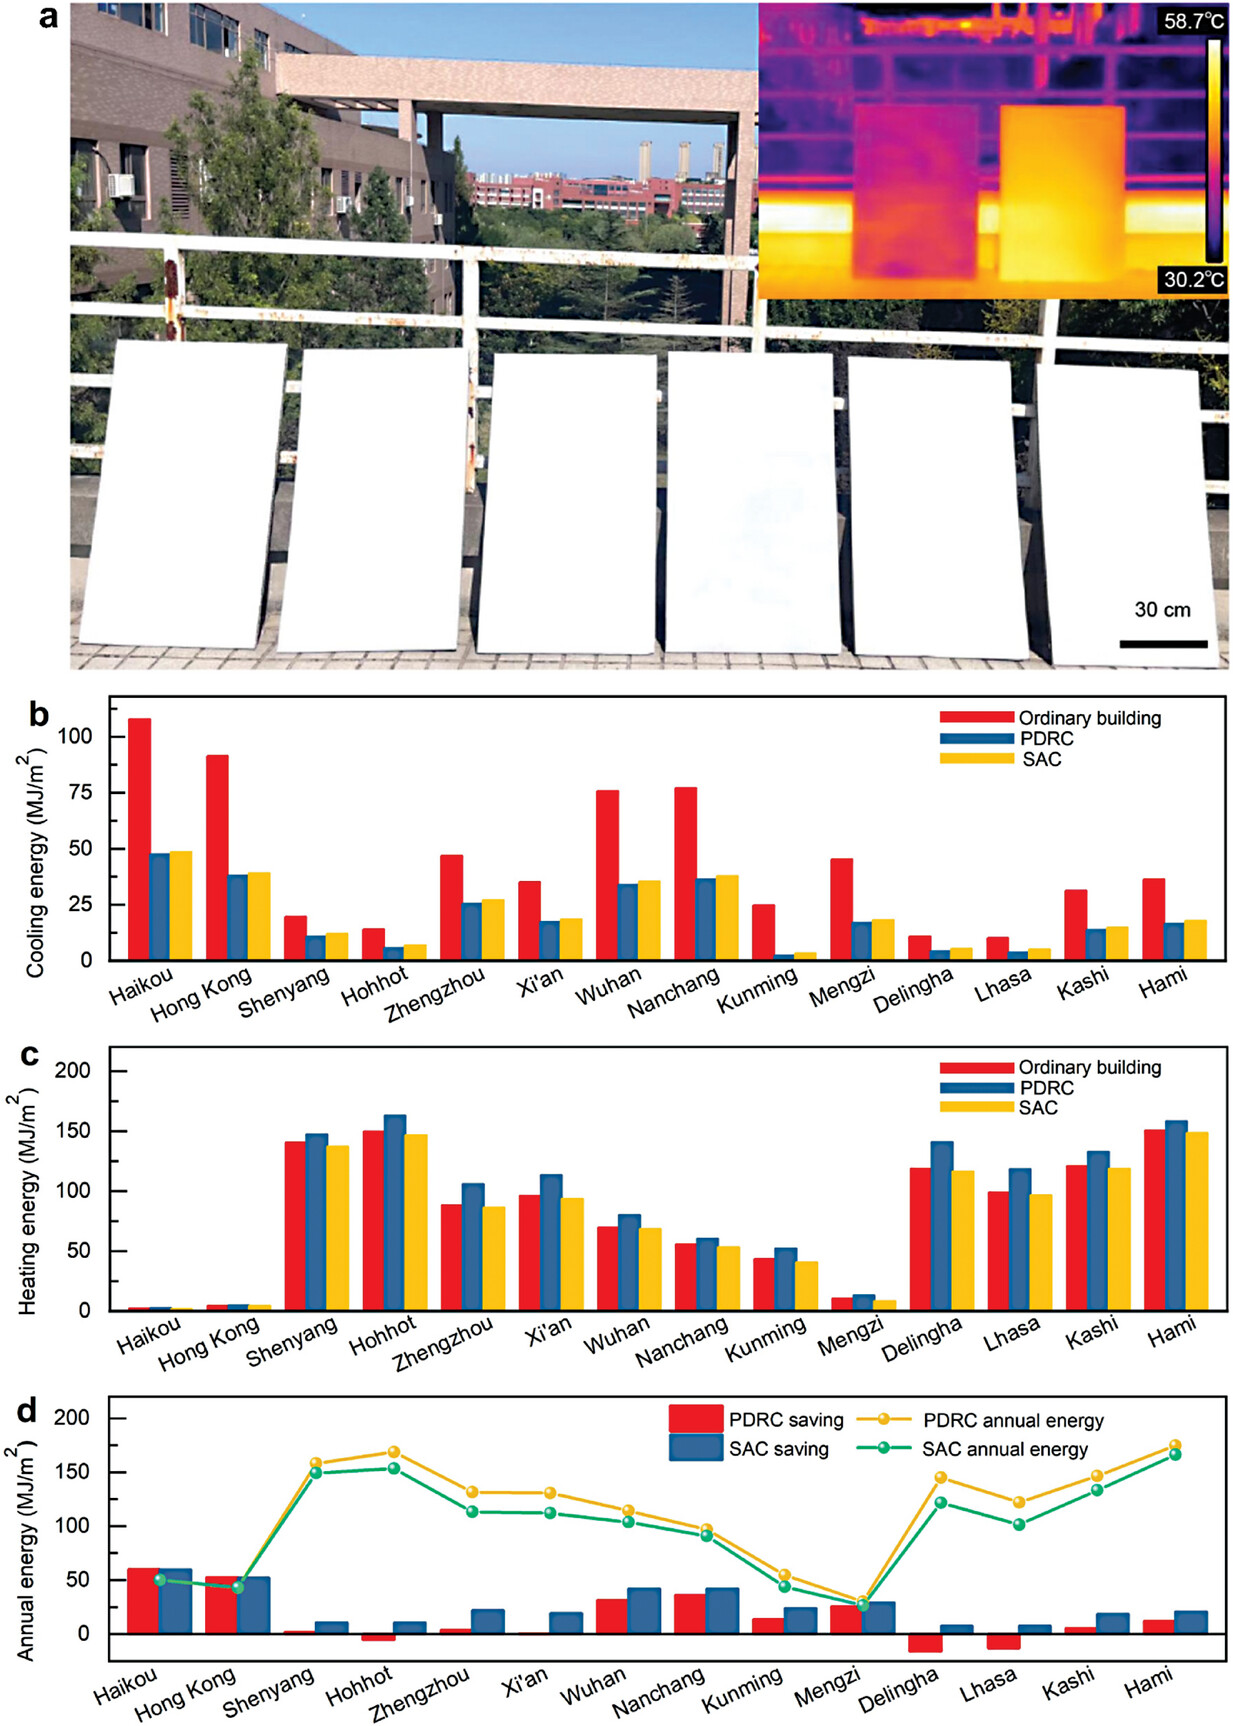 a
58.7℃
30.2℃
30 cm
b
Cooling energy (MJ/m²)
100
75
50
25
0
Ordinary building
PDRC
SAC
Haikou
Hong Kong
Shenyang
Hohhot
Zhengzhou
Xi'an
Wuhan
Nanchang
Kunming
Mengzi
Delingha
Lhasa
Kashi
Hami
c
Heating energy (MJ/m²)
200
150
100
50
0
Ordinary building
PDRC
SAC
Haikou
Hong Kong
Shenyang
Hohhot
Zhengzhou
Xi'an
Wuhan
Nanchang
Kunming
Mengzi
Delingha
Lhasa
Kashi
Hami
d
Annual energy (MJ/m²)
200
150
100
50
0
PDRC saving
PDRC annual energy
SAC saving
SAC annual energy
Haikou
Hong Kong
Shenyang
Hohhot
Zhengzhou
Xi'an
Wuhan
Nanchang
Kunming
Mengzi
Delingha
Lhasa
Kashi
Hami